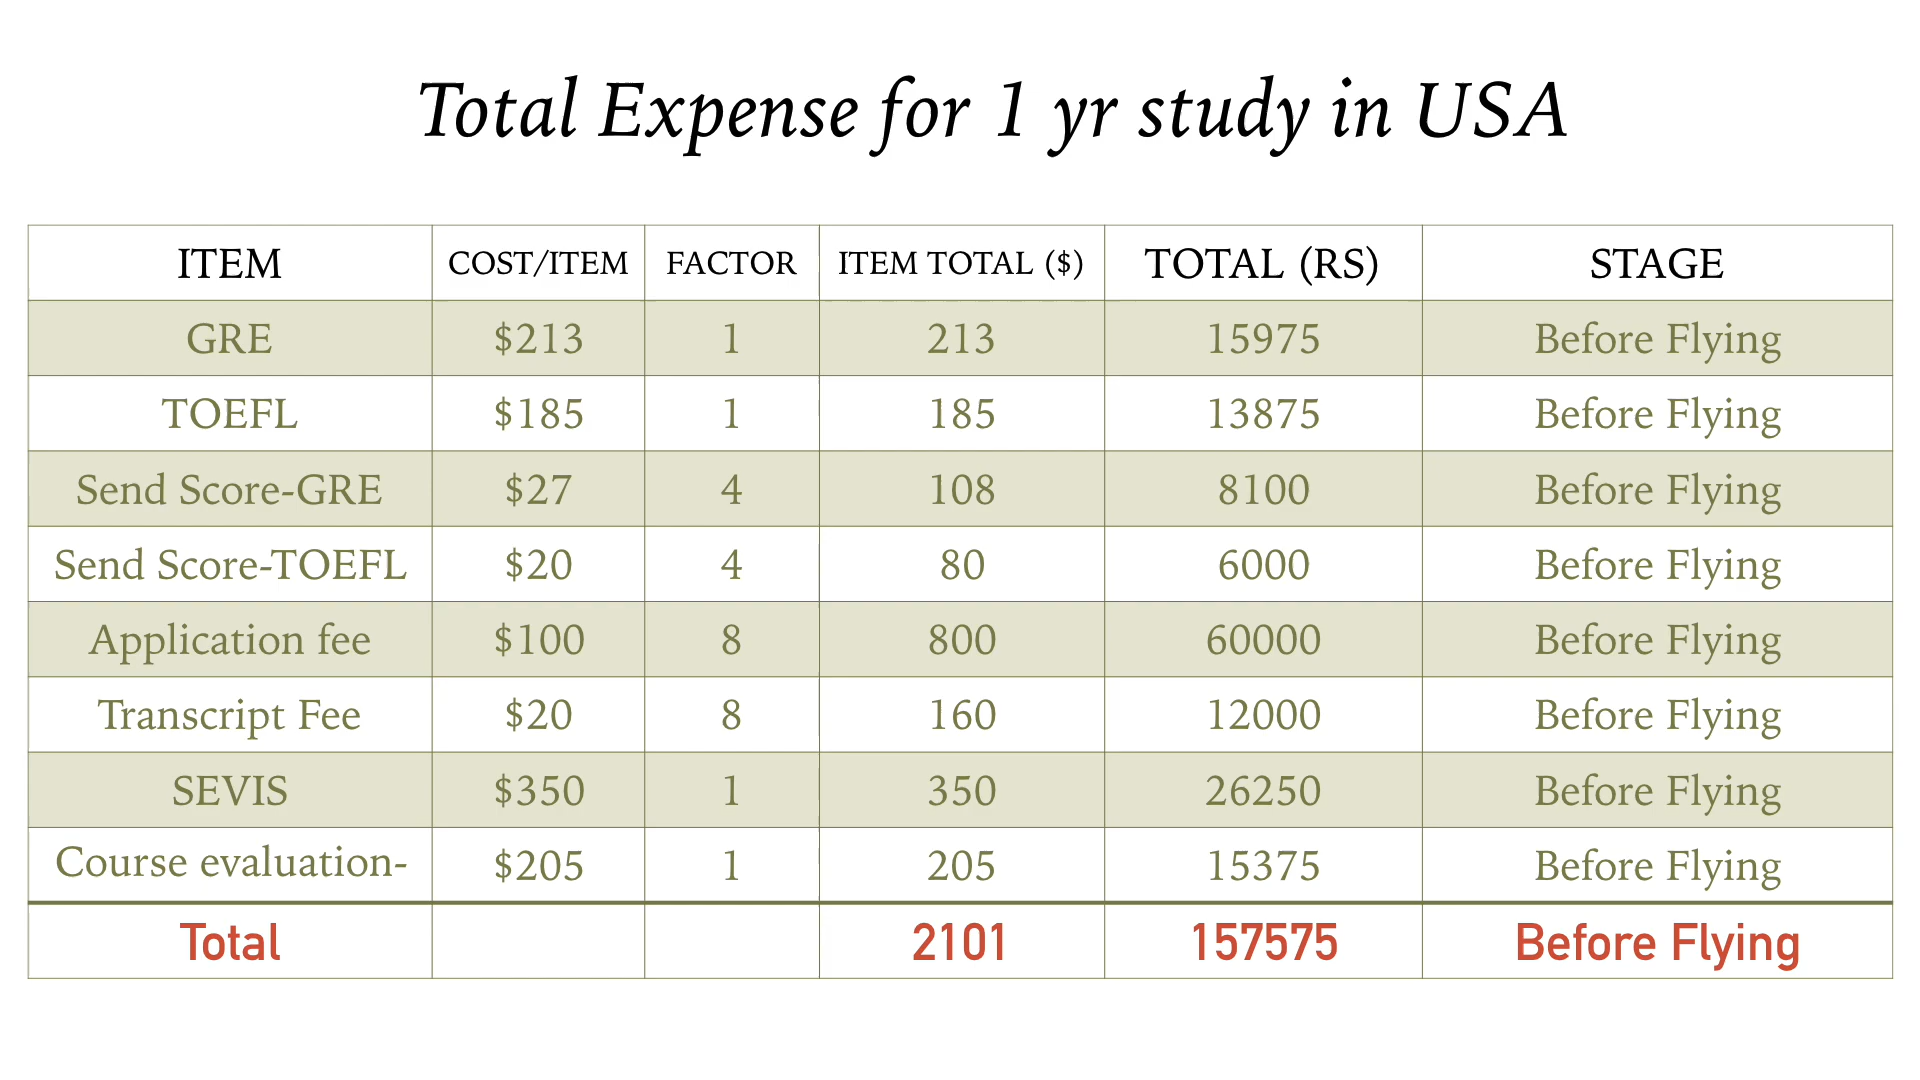 Total Expense for 1 yr study in USA
ITEM COST/ITEM FACTOR ITEM TOTAL ($) TOTAL (RS) STAGE
GRE $213 1 213 15975 Before Flying
TOEFL $185 1 185 13875 Before Flying
Send Score-GRE $27 4 108 8100 Before Flying
Send Score-TOEFL $20 4 80 6000 Before Flying
Application fee $100 8 800 60000 Before Flying
Transcript Fee $20 8 160 12000 Before Flying
SEVIS $350 1 350 26250 Before Flying
Course evaluation- $205 1 205 15375 Before Flying
Total 2101 157575 Before Flying